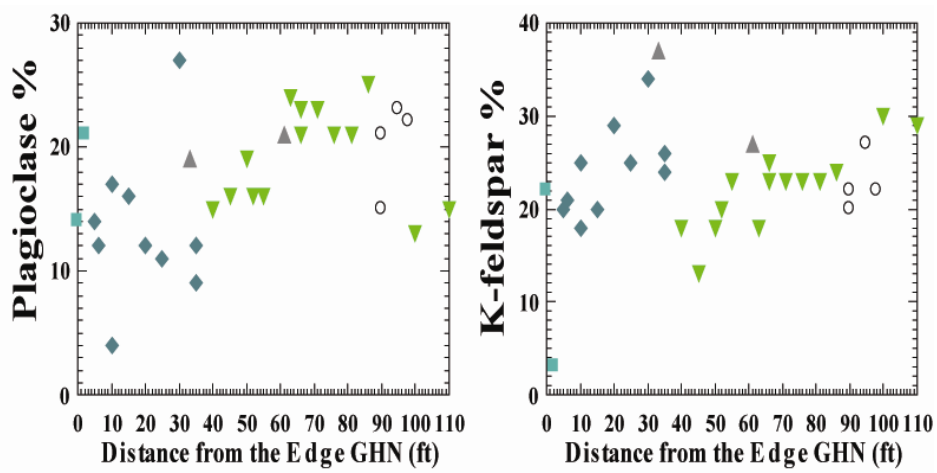 Plagioclase %
30
20
10
0
0 10 20 30 40 50 60 70 80 90 100 110
Distance from the Edge GHN (ft)
K-feldspar %
40
30
20
10
0
0 10 20 30 40 50 60 70 80 90 100 110
Distance from the Edge GHN (ft)